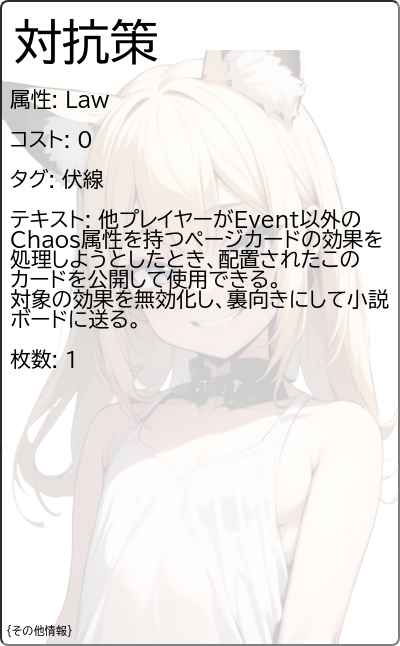 対抗策
属性: Law
コスト: 0
タグ: 伏線
テキスト: 他プレイヤーがEvent以外の
Chaos属性を持つページカードの効果を
処理しようとしたとき、配置されたこの
カードを公開して使用できる。
対象の効果を無効化し、裏向きにして小説
ボードに送る。
枚数: 1
{その他情報}